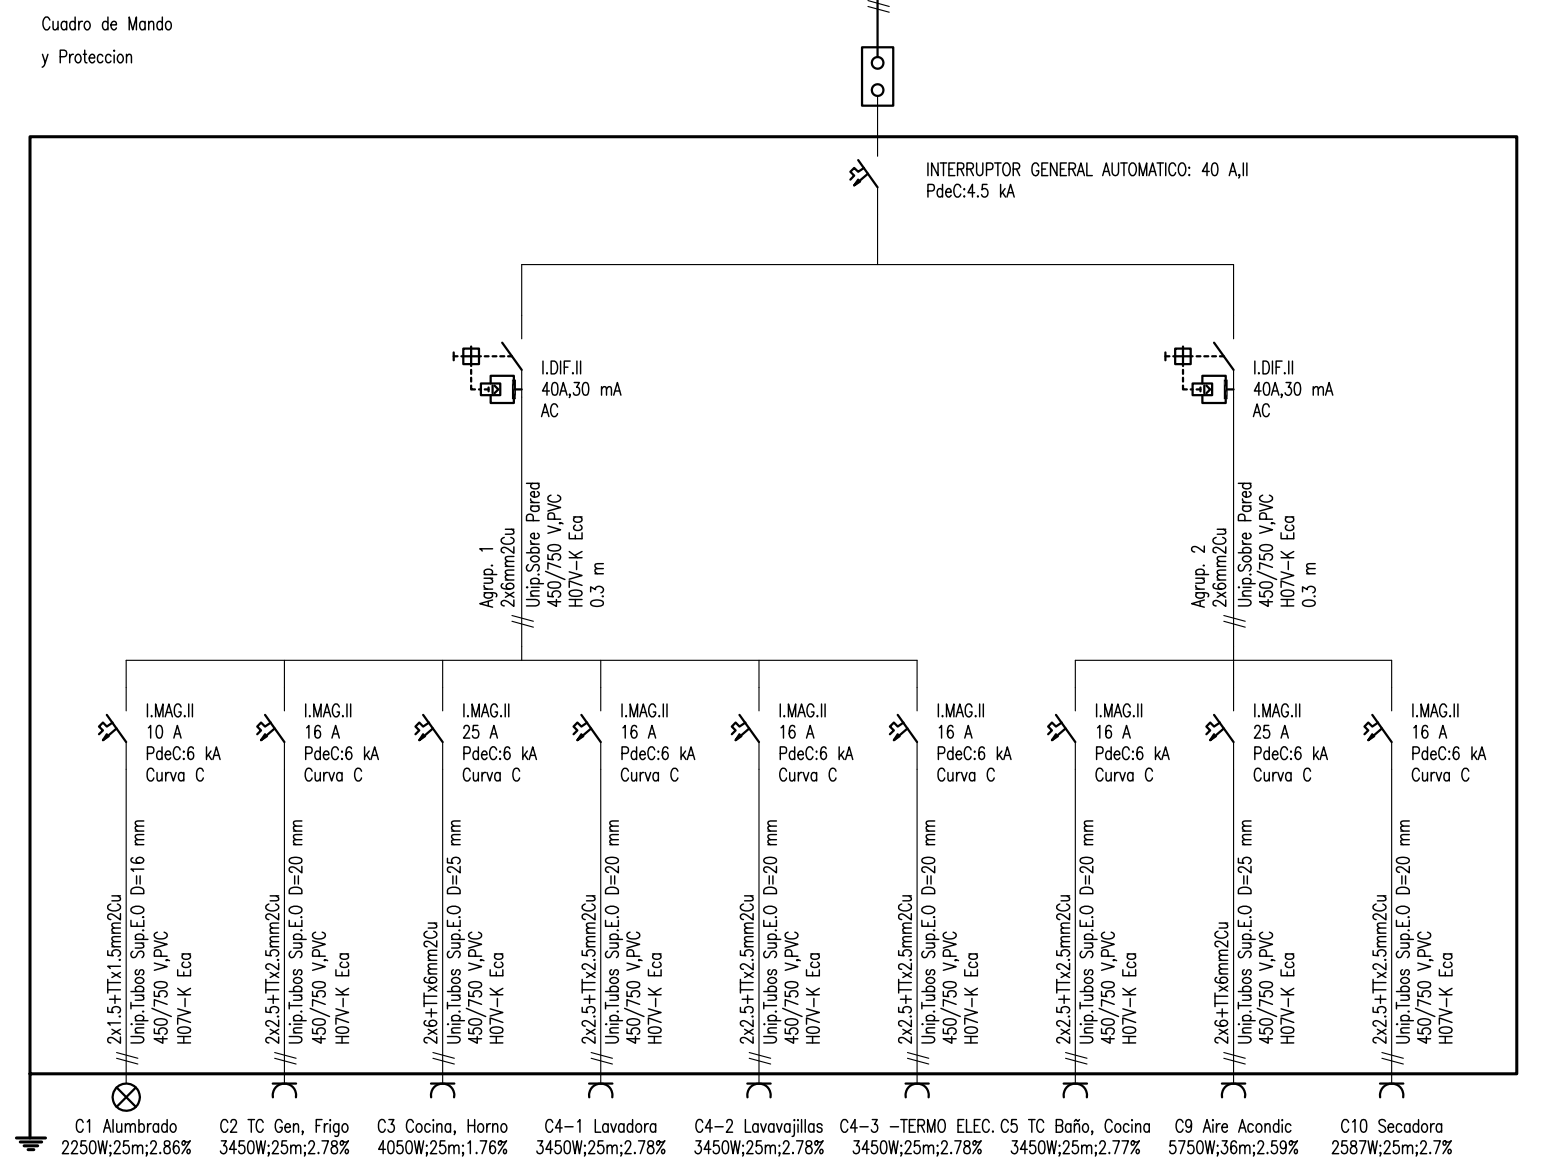 Cuadro de Mando
y Proteccion
INTERRUPTOR GENERAL AUTOMATICO: 40 A,II
PdeC:4.5 kA
I.DIF.II
40A,30 mA
AC
I.DIF.II
40A,30 mA
AC
Agrup. 1
2x6mm2Cu
Unip.Sobre Pared
450/750 V,PVC
H07V-K Eca
0.3 m
Agrup. 2
2x6mm2Cu
Unip.Sobre Pared
450/750 V,PVC
H07V-K Eca
0.3 m
I.MAG.II
10 A
PdeC:6 kA
Curva C
I.MAG.II
16 A
PdeC:6 kA
Curva C
I.MAG.II
25 A
PdeC:6 kA
Curva C
I.MAG.II
16 A
PdeC:6 kA
Curva C
I.MAG.II
16 A
PdeC:6 kA
Curva C
I.MAG.II
16 A
PdeC:6 kA
Curva C
I.MAG.II
16 A
PdeC:6 kA
Curva C
I.MAG.II
25 A
PdeC:6 kA
Curva C
I.MAG.II
16 A
PdeC:6 kA
Curva C
2x1.5+TTx1.5mm2Cu
Unip.Tubos Sup.E.O D=16 mm
450/750 V,PVC
H07V-K Eca
2x2.5+TTx2.5mm2Cu
Unip.Tubos Sup.E.O D=20 mm
450/750 V,PVC
H07V-K Eca
2x6+TTx6mm2Cu
Unip.Tubos Sup.E.O D=25 mm
450/750 V,PVC
H07V-K Eca
2x2.5+TTx2.5mm2Cu
Unip.Tubos Sup.E.O D=20 mm
450/750 V,PVC
H07V-K Eca
2x2.5+TTx2.5mm2Cu
Unip.Tubos Sup.E.O D=20 mm
450/750 V,PVC
H07V-K Eca
2x2.5+TTx2.5mm2Cu
Unip.Tubos Sup.E.O D=20 mm
450/750 V,PVC
H07V-K Eca
2x2.5+TTx2.5mm2Cu
Unip.Tubos Sup.E.O D=20 mm
450/750 V,PVC
H07V-K Eca
2x6+TTx6mm2Cu
Unip.Tubos Sup.E.O D=25 mm
450/750 V,PVC
H07V-K Eca
2x2.5+TTx2.5mm2Cu
Unip.Tubos Sup.E.O D=20 mm
450/750 V,PVC
H07V-K Eca
C1 Alumbrado
2250W;25m;2.86%
C2 TC Gen, Frigo
3450W;25m;2.78%
C3 Cocina, Horno
4050W;25m;1.76%
C4-1 Lavadora
3450W;25m;2.78%
C4-2 Lavavajillas
3450W;25m;2.78%
C4-3 -TERMO ELEC.
3450W;25m;2.78%
C5 TC Baño, Cocina
3450W;25m;2.77%
C9 Aire Acondic
5750W;36m;2.59%
C10 Secadora
2587W;25m;2.7%